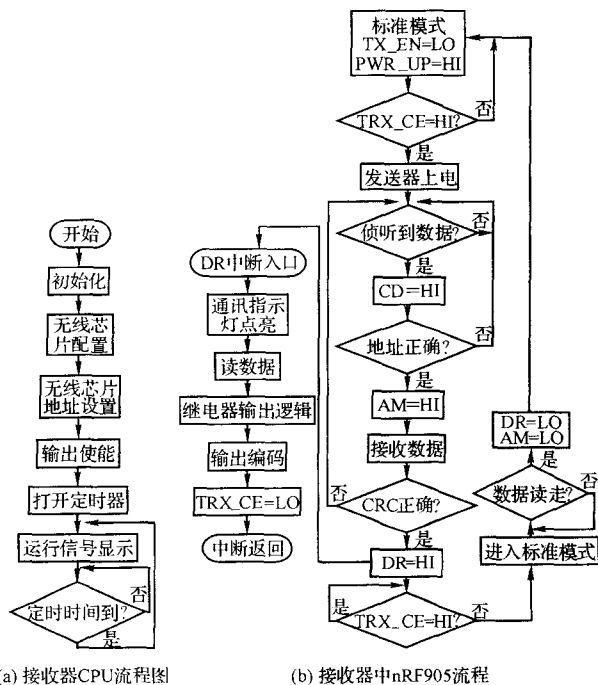 开始
初始化
无线芯
片配置
无线芯片
地址设置
输出使能
打开定时器
运行信号显示
定时时间到?
否
是
DR中断入口
通讯指示
灯点亮
读数据
继电器输出逻辑
输出编码
TRX_CE=LO
中断返回
标准模式
TX_EN=LO
PWR_UP=HI
TRX_CE=HI?
否
是
发送器上电
侦听到数据?
否
是
CD=HI
地址正确?
否
是
AM=HI
接收数据
CRC正确?
否
是
DR=HI
TRX_CE=HI?
是
否
进入标准模式
数据读走?
否
是
DR=LO
AM=LO
(a) 接收器CPU流程图
(b) 接收器中nRF905流程